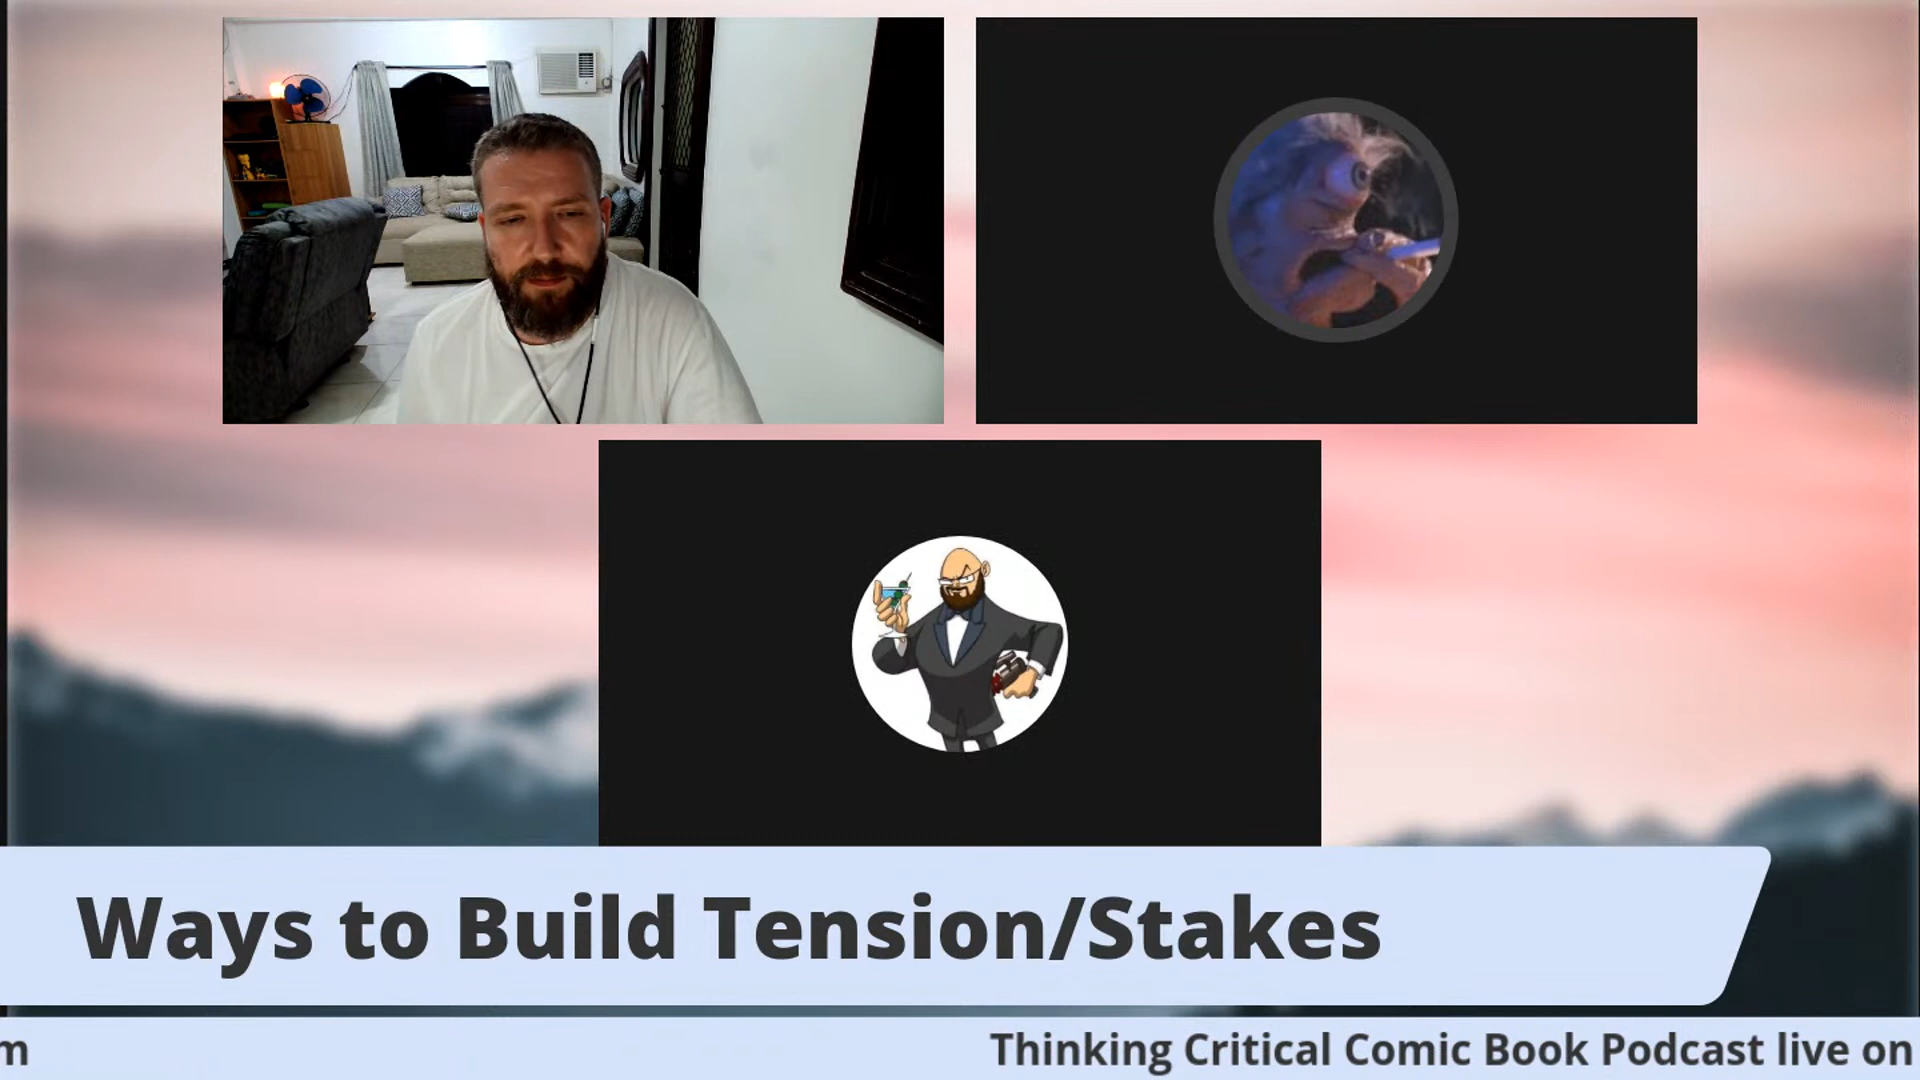 Ways to Build Tension/Stakes
m
Thinking Critical Comic Book Podcast live on